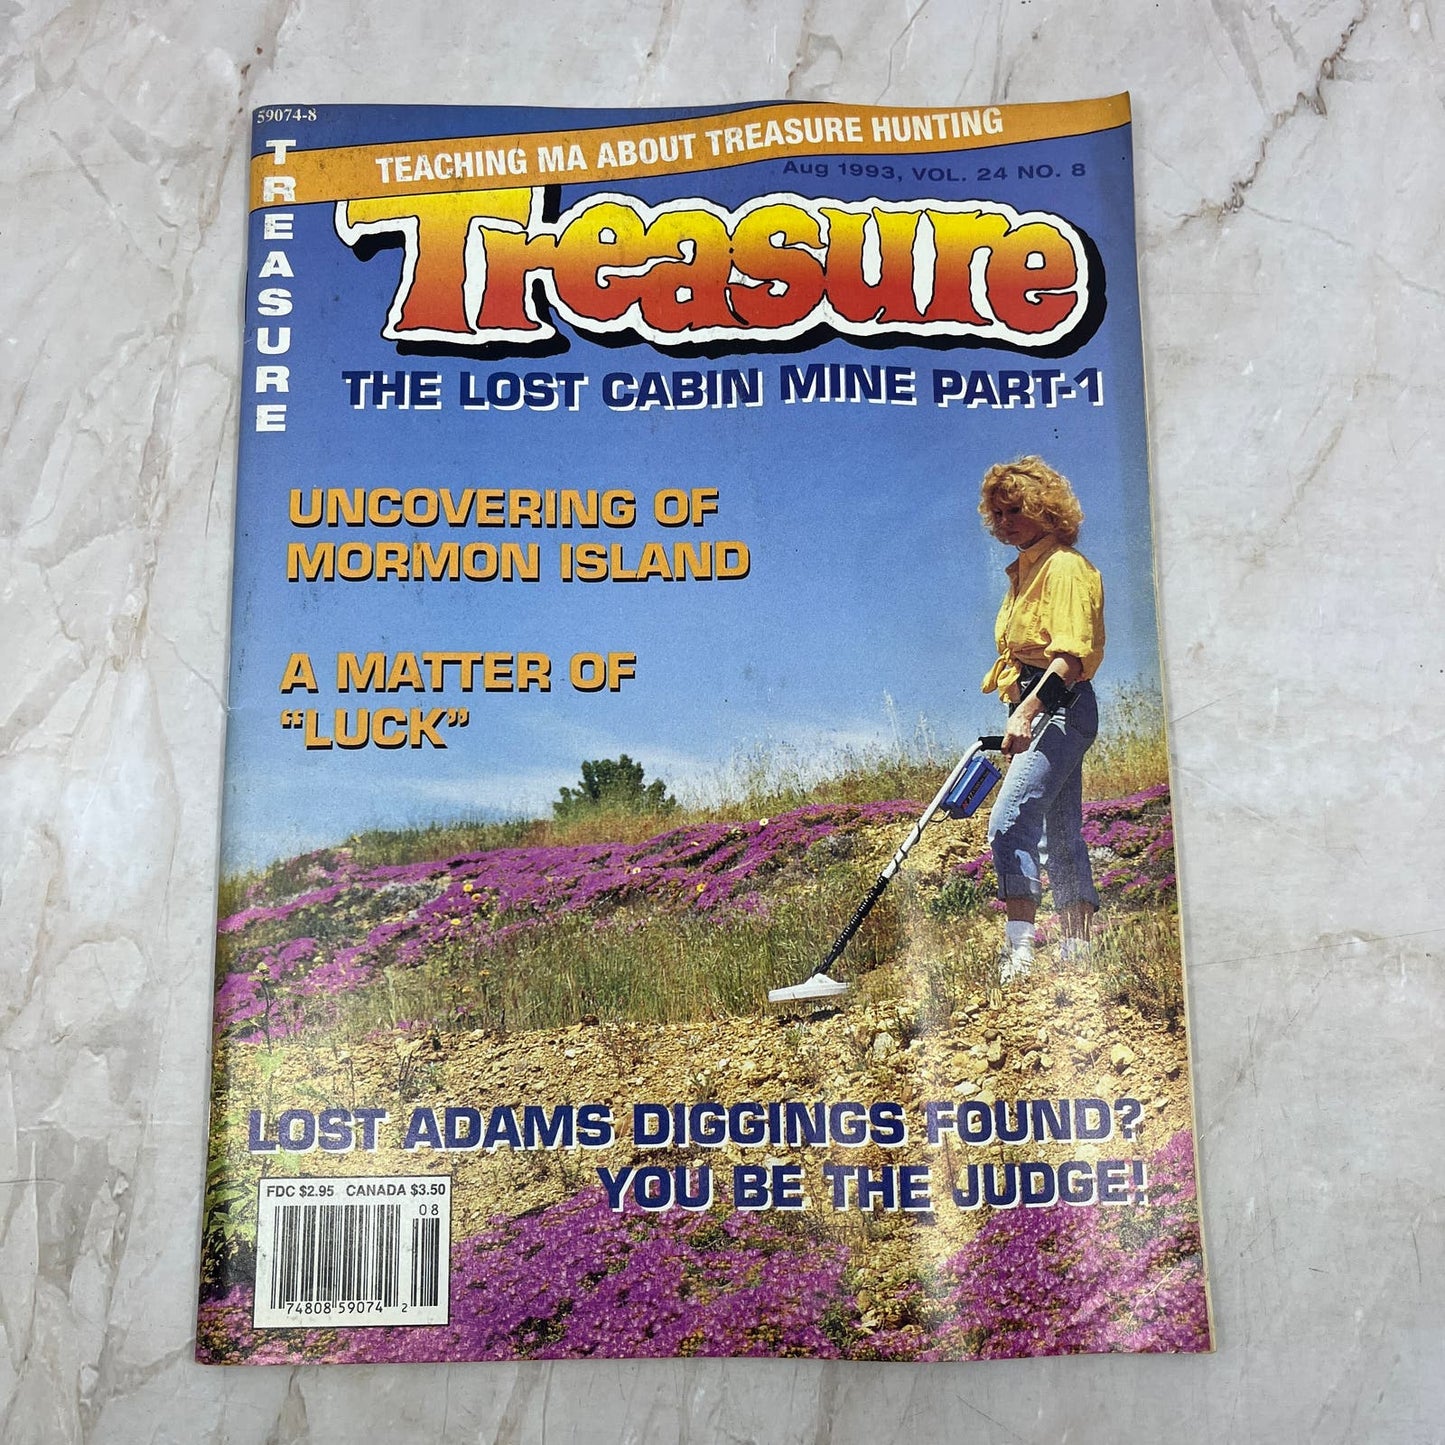 59074-8
TREASURE
TEACHING MA ABOUT TREASURE HUNTING
Aug 1993, VOL. 24 NO. 8
Treasure
THE LOST CABIN MINE PART-1
UNCOVERING OF
MORMON ISLAND
A MATTER OF
"LUCK"
LOST ADAMS DIGGINGS FOUND?
YOU BE THE JUDGE!
FDC $2.95 CANADA $3.50
08
74808 59074 2